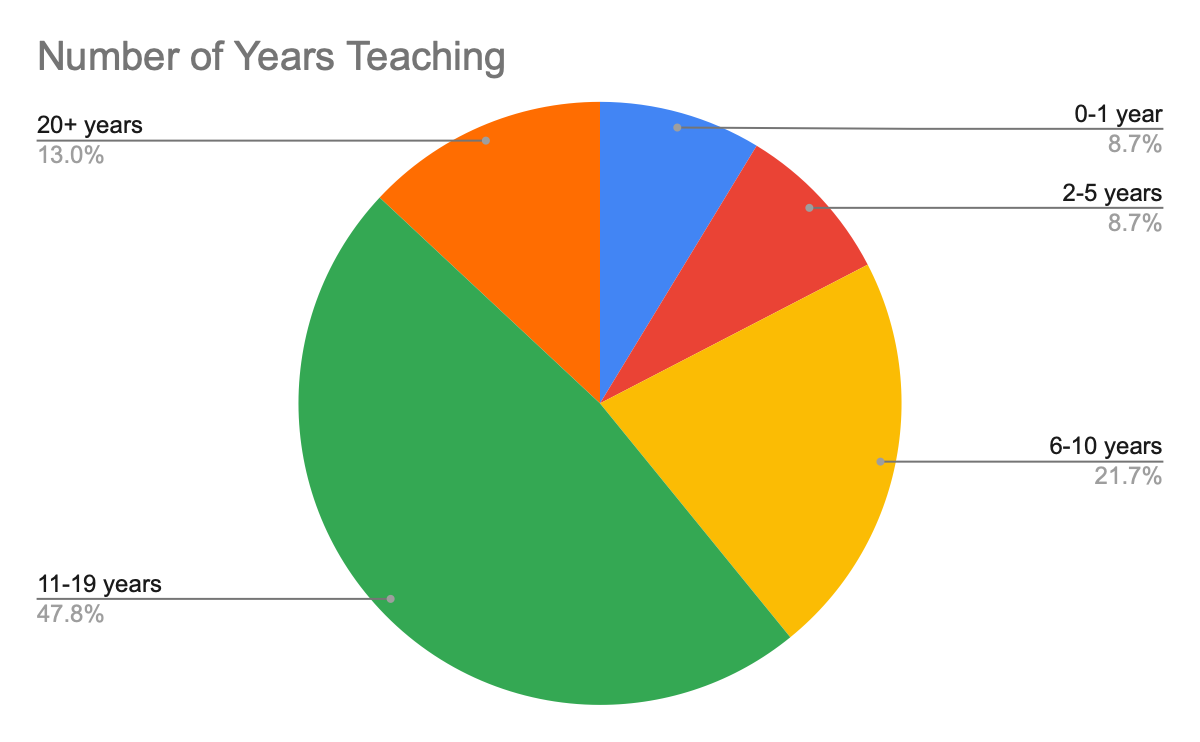 Number of Years Teaching
20+ years
13.0%
0-1 year
8.7%
2-5 years
8.7%
6-10 years
21.7%
11-19 years
47.8%